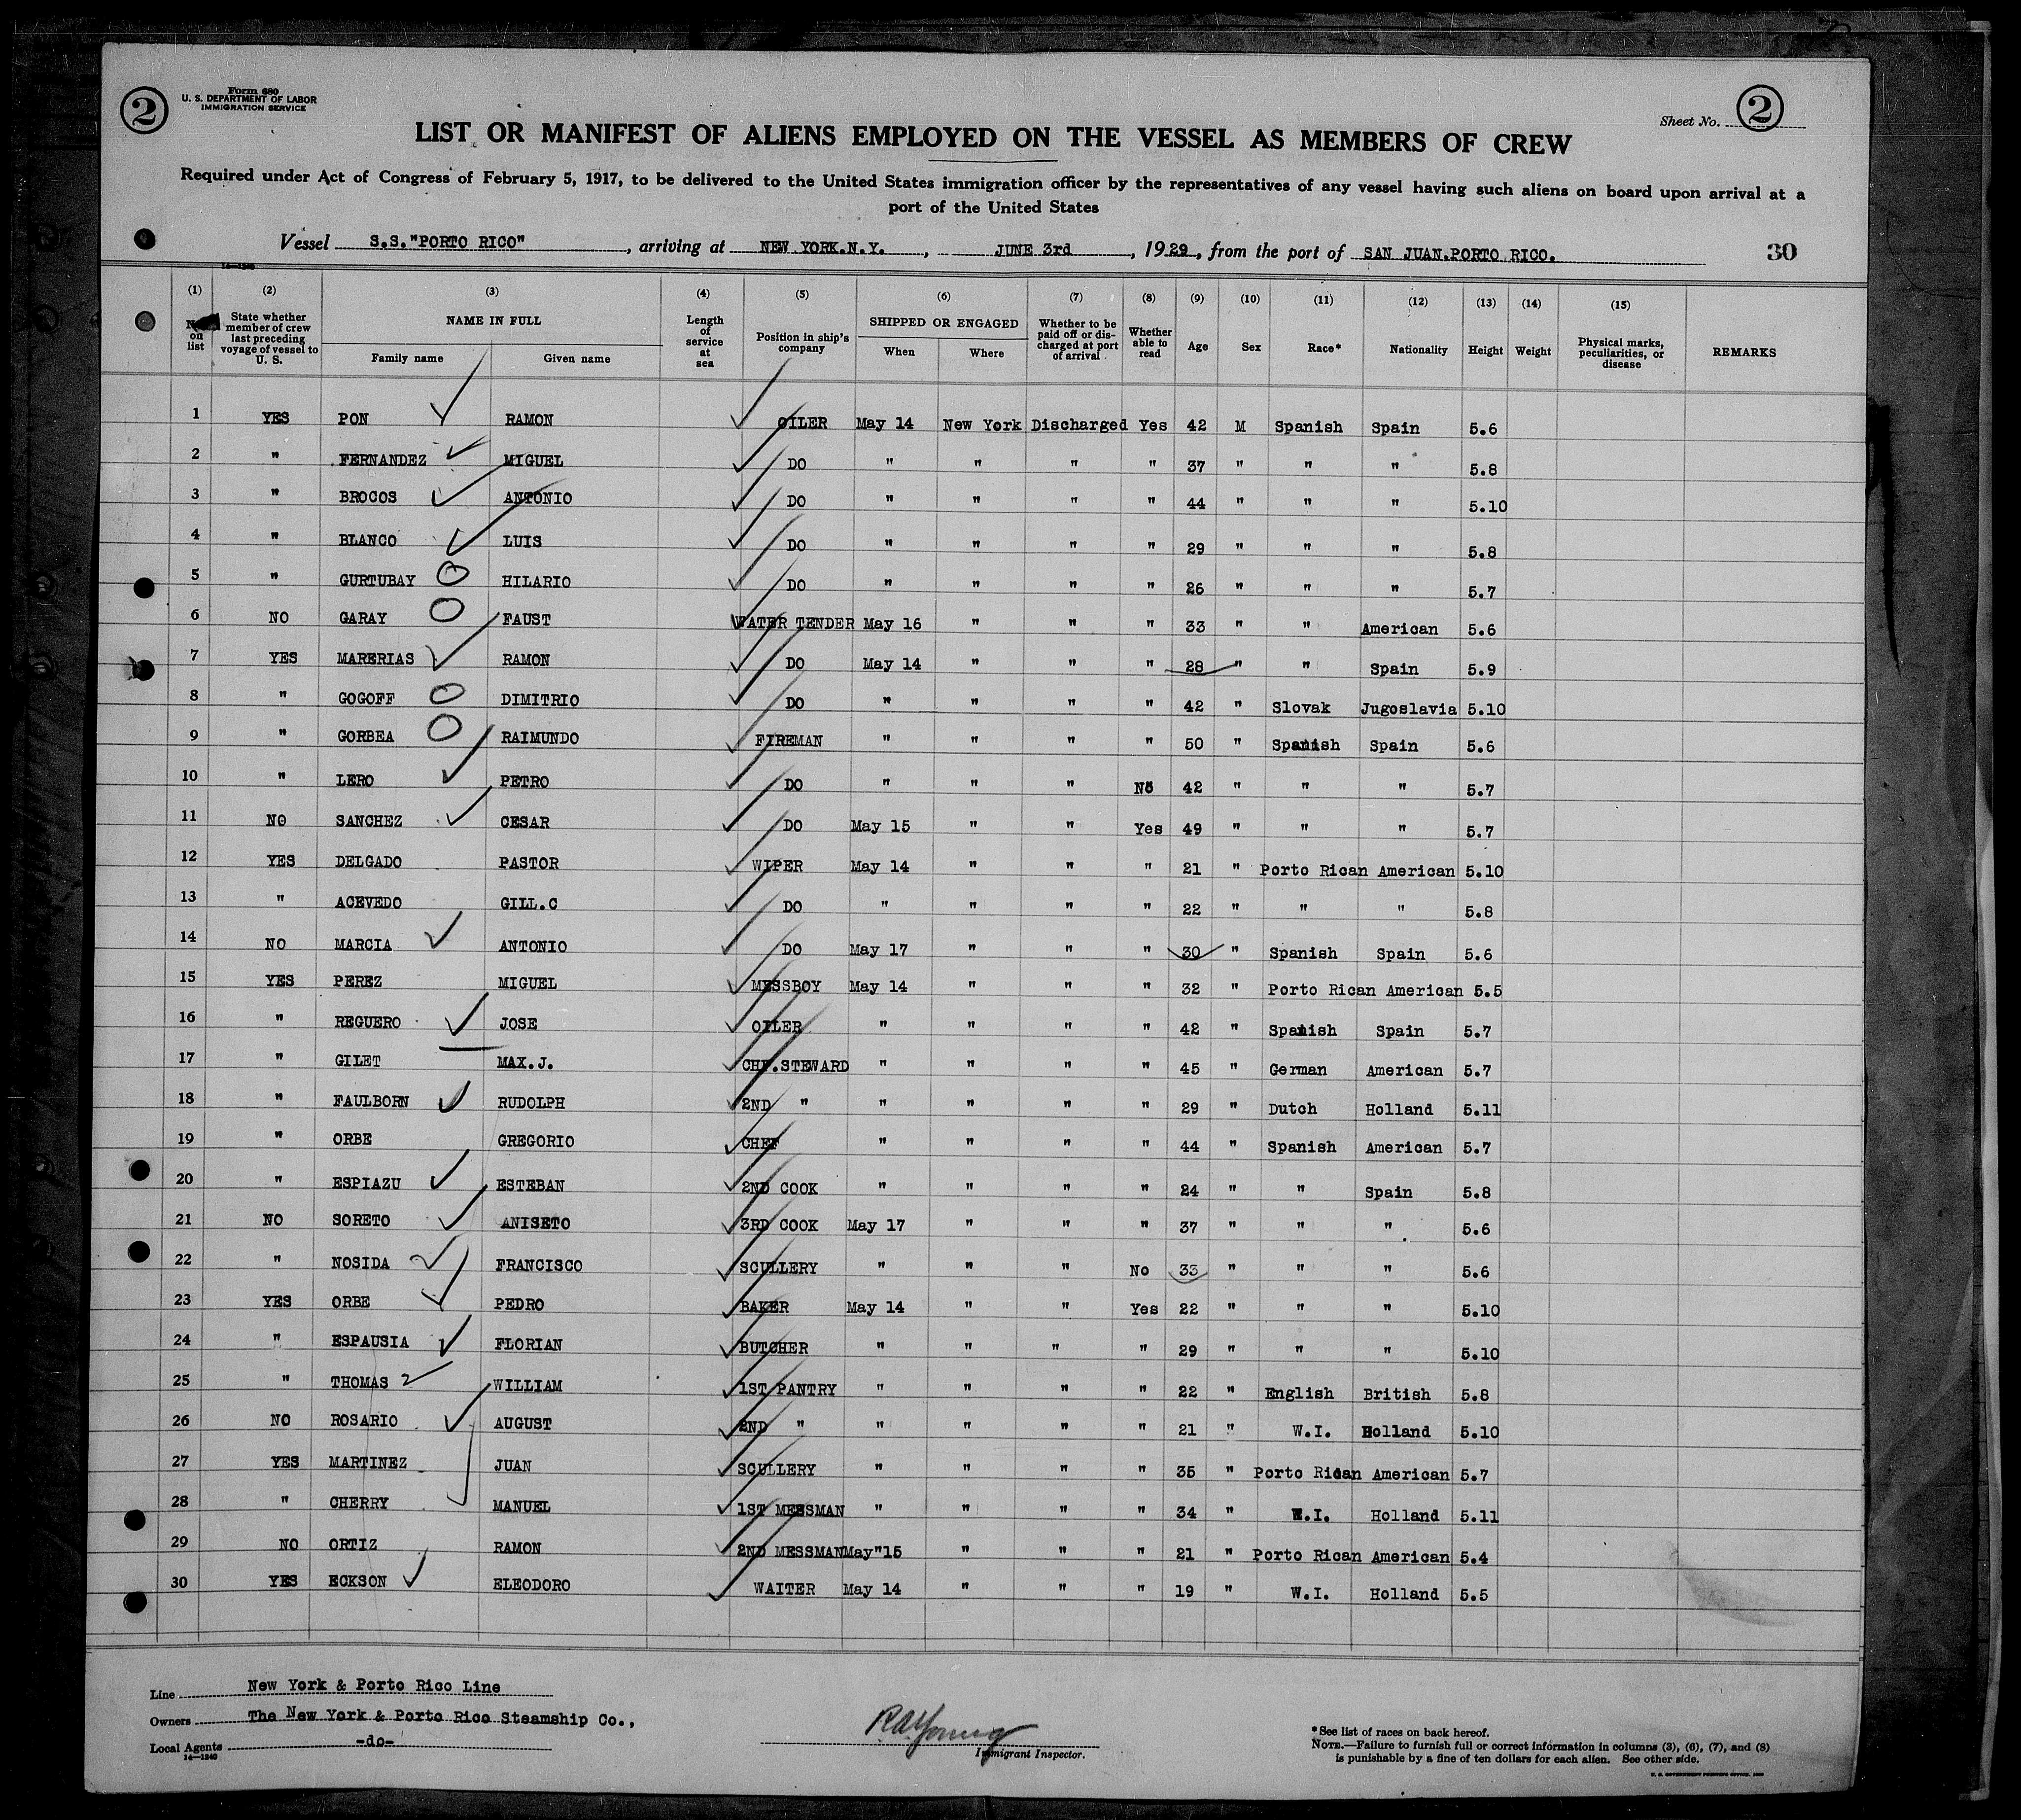 2
Form 680
U. S. DEPARTMENT OF LABOR
IMMIGRATION SERVICE
Sheet No. 2
LIST OR MANIFEST OF ALIENS EMPLOYED ON THE VESSEL AS MEMBERS OF CREW
Required under Act of Congress of February 5, 1917, to be delivered to the United States immigration officer by the representatives of any vessel having such aliens on board upon arrival at a
port of the United States
Vessel S.S."PORTO RICO", arriving at NEW YORK.N.Y., JUNE 3rd, 1929, from the port of SAN JUAN.PORTO RICO. 30
14-1240
(1) (2) (3) (4) (5) (6) (7) (8) (9) (10) (11) (12) (13) (14) (15)
on list
State whether member of crew last preceding voyage of vessel to U. S.
NAME IN FULL
Family name Given name
Length of service at sea
Position in ship's company
SHIPPED OR ENGAGED
When Where
Whether to be paid off or discharged at port of arrival
Whether able to read
Age Sex Race* Nationality Height Weight
Physical marks, peculiarities, or disease
REMARKS
1 YES PON RAMON OILER May 14 New York Discharged Yes 42 M Spanish Spain 5.6
2 " FERNANDEZ MIGUEL DO " " " " 37 " " " 5.8
3 " BROCOS ANTONIO DO " " " " 44 " " " 5.10
4 " BLANCO LUIS DO " " " " 29 " " " 5.8
5 " GURTUBAY HILARIO DO " " " " 26 " " " 5.7
6 NO GARAY FAUST WATER TENDER May 16 " " " 33 " " American 5.6
7 YES MARERIAS RAMON DO May 14 " " " 28 " " Spain 5.9
8 " GOGOFF DIMITRIO DO " " " " 42 " Slovak Jugoslavia 5.10
9 " GORBEA RAIMUNDO FIREMAN " " " " 50 " Spanish Spain 5.6
10 " LERO PETRO DO " " " No 42 " " " 5.7
11 NO SANCHEZ CESAR DO May 15 " " Yes 49 " " " 5.7
12 YES DELGADO PASTOR WIPER May 14 " " " 21 " Porto Rican American 5.10
13 " ACEVEDO GILL.C DO " " " " 22 " " " 5.8
14 NO MARCIA ANTONIO DO May 17 " " " 30 " Spanish Spain 5.6
15 YES PEREZ MIGUEL MESSBOY May 14 " " " 32 " Porto Rican American 5.5
16 " REGUERO JOSE OILER " " " " 42 " Spanish Spain 5.7
17 " GILET MAX.J. CHF.STEWARD " " " " 45 " German American 5.7
18 " FAULBORN RUDOLPH 2ND " " " " " 29 " Dutch Holland 5.11
19 " ORBE GREGORIO CHEF " " " " 44 " Spanish American 5.7
20 " ESPIAZU ESTEBAN 2ND COOK " " " " 24 " " Spain 5.8
21 NO SORETO ANISETO 3RD COOK May 17 " " " 37 " " " 5.6
22 " NOSIDA FRANCISCO SCULLERY " " " No 33 " " " 5.6
23 YES ORBE PEDRO BAKER May 14 " " Yes 22 " " " 5.10
24 " ESPAUSIA FLORIAN BUTCHER " " " " 29 " " " 5.10
25 " THOMAS WILLIAM 1ST PANTRY " " " " 22 " English British 5.8
26 NO ROSARIO AUGUST 2ND " " " " " 21 " W.I. Holland 5.10
27 YES MARTINEZ JUAN SCULLERY " " " " 35 " Porto Rican American 5.7
28 " CHERRY MANUEL 1ST MESSMAN " " " " 34 " W.I. Holland 5.11
29 NO ORTIZ RAMON 2ND MESSMAN May"15 " " " 21 " Porto Rican American 5.4
30 YES ECKSON ELEODORO WAITER May 14 " " " 19 " W.I. Holland 5.5
Line New York & Porto Rico Line
Owners The New York & Porto Rico Steamship Co.,
Local Agents -do-
14-1240
R.A. Young
Immigrant Inspector.
*See list of races on back hereof.
NOTE.—Failure to furnish full or correct information in columns (3), (6), (7), and (8)
is punishable by a fine of ten dollars for each alien. See other side.